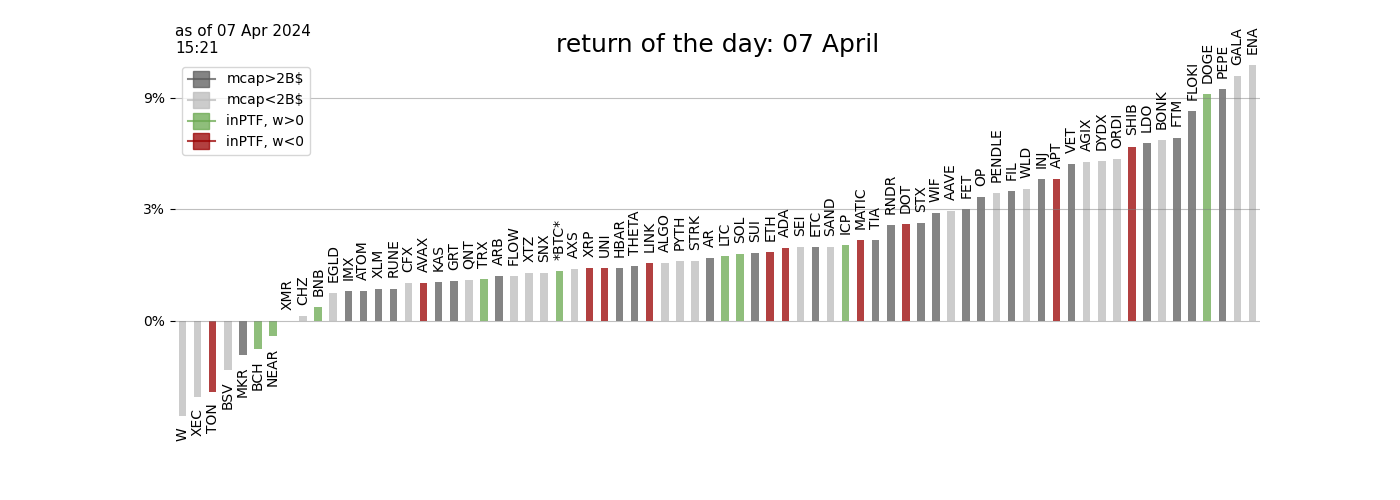 as of 07 Apr 2024
15:21
return of the day: 07 April
mcap>2B$
mcap<2B$
inPTF, w>0
inPTF, w<0
9%
3%
0%
W
XEC
TON
BSV
MKR
BCH
NEAR
XMR
CHZ
BNB
EGLD
IMX
ATOM
XLM
RUNE
CFX
AVAX
KAS
GRT
QNT
TRX
ARB
FLOW
XTZ
SNX
*BTC*
AXS
XRP
UNI
HBAR
THETA
LINK
ALGO
PYTH
STRK
AR
LTC
SOL
SUI
ETH
ADA
SEI
ETC
SAND
ICP
MATIC
TIA
RNDR
DOT
STX
WIF
AAVE
FET
OP
PENDLE
FIL
WLD
INJ
APT
VET
AGIX
DYDX
ORDI
SHIB
LDO
BONK
FTM
FLOKI
DOGE
PEPE
GALA
ENA